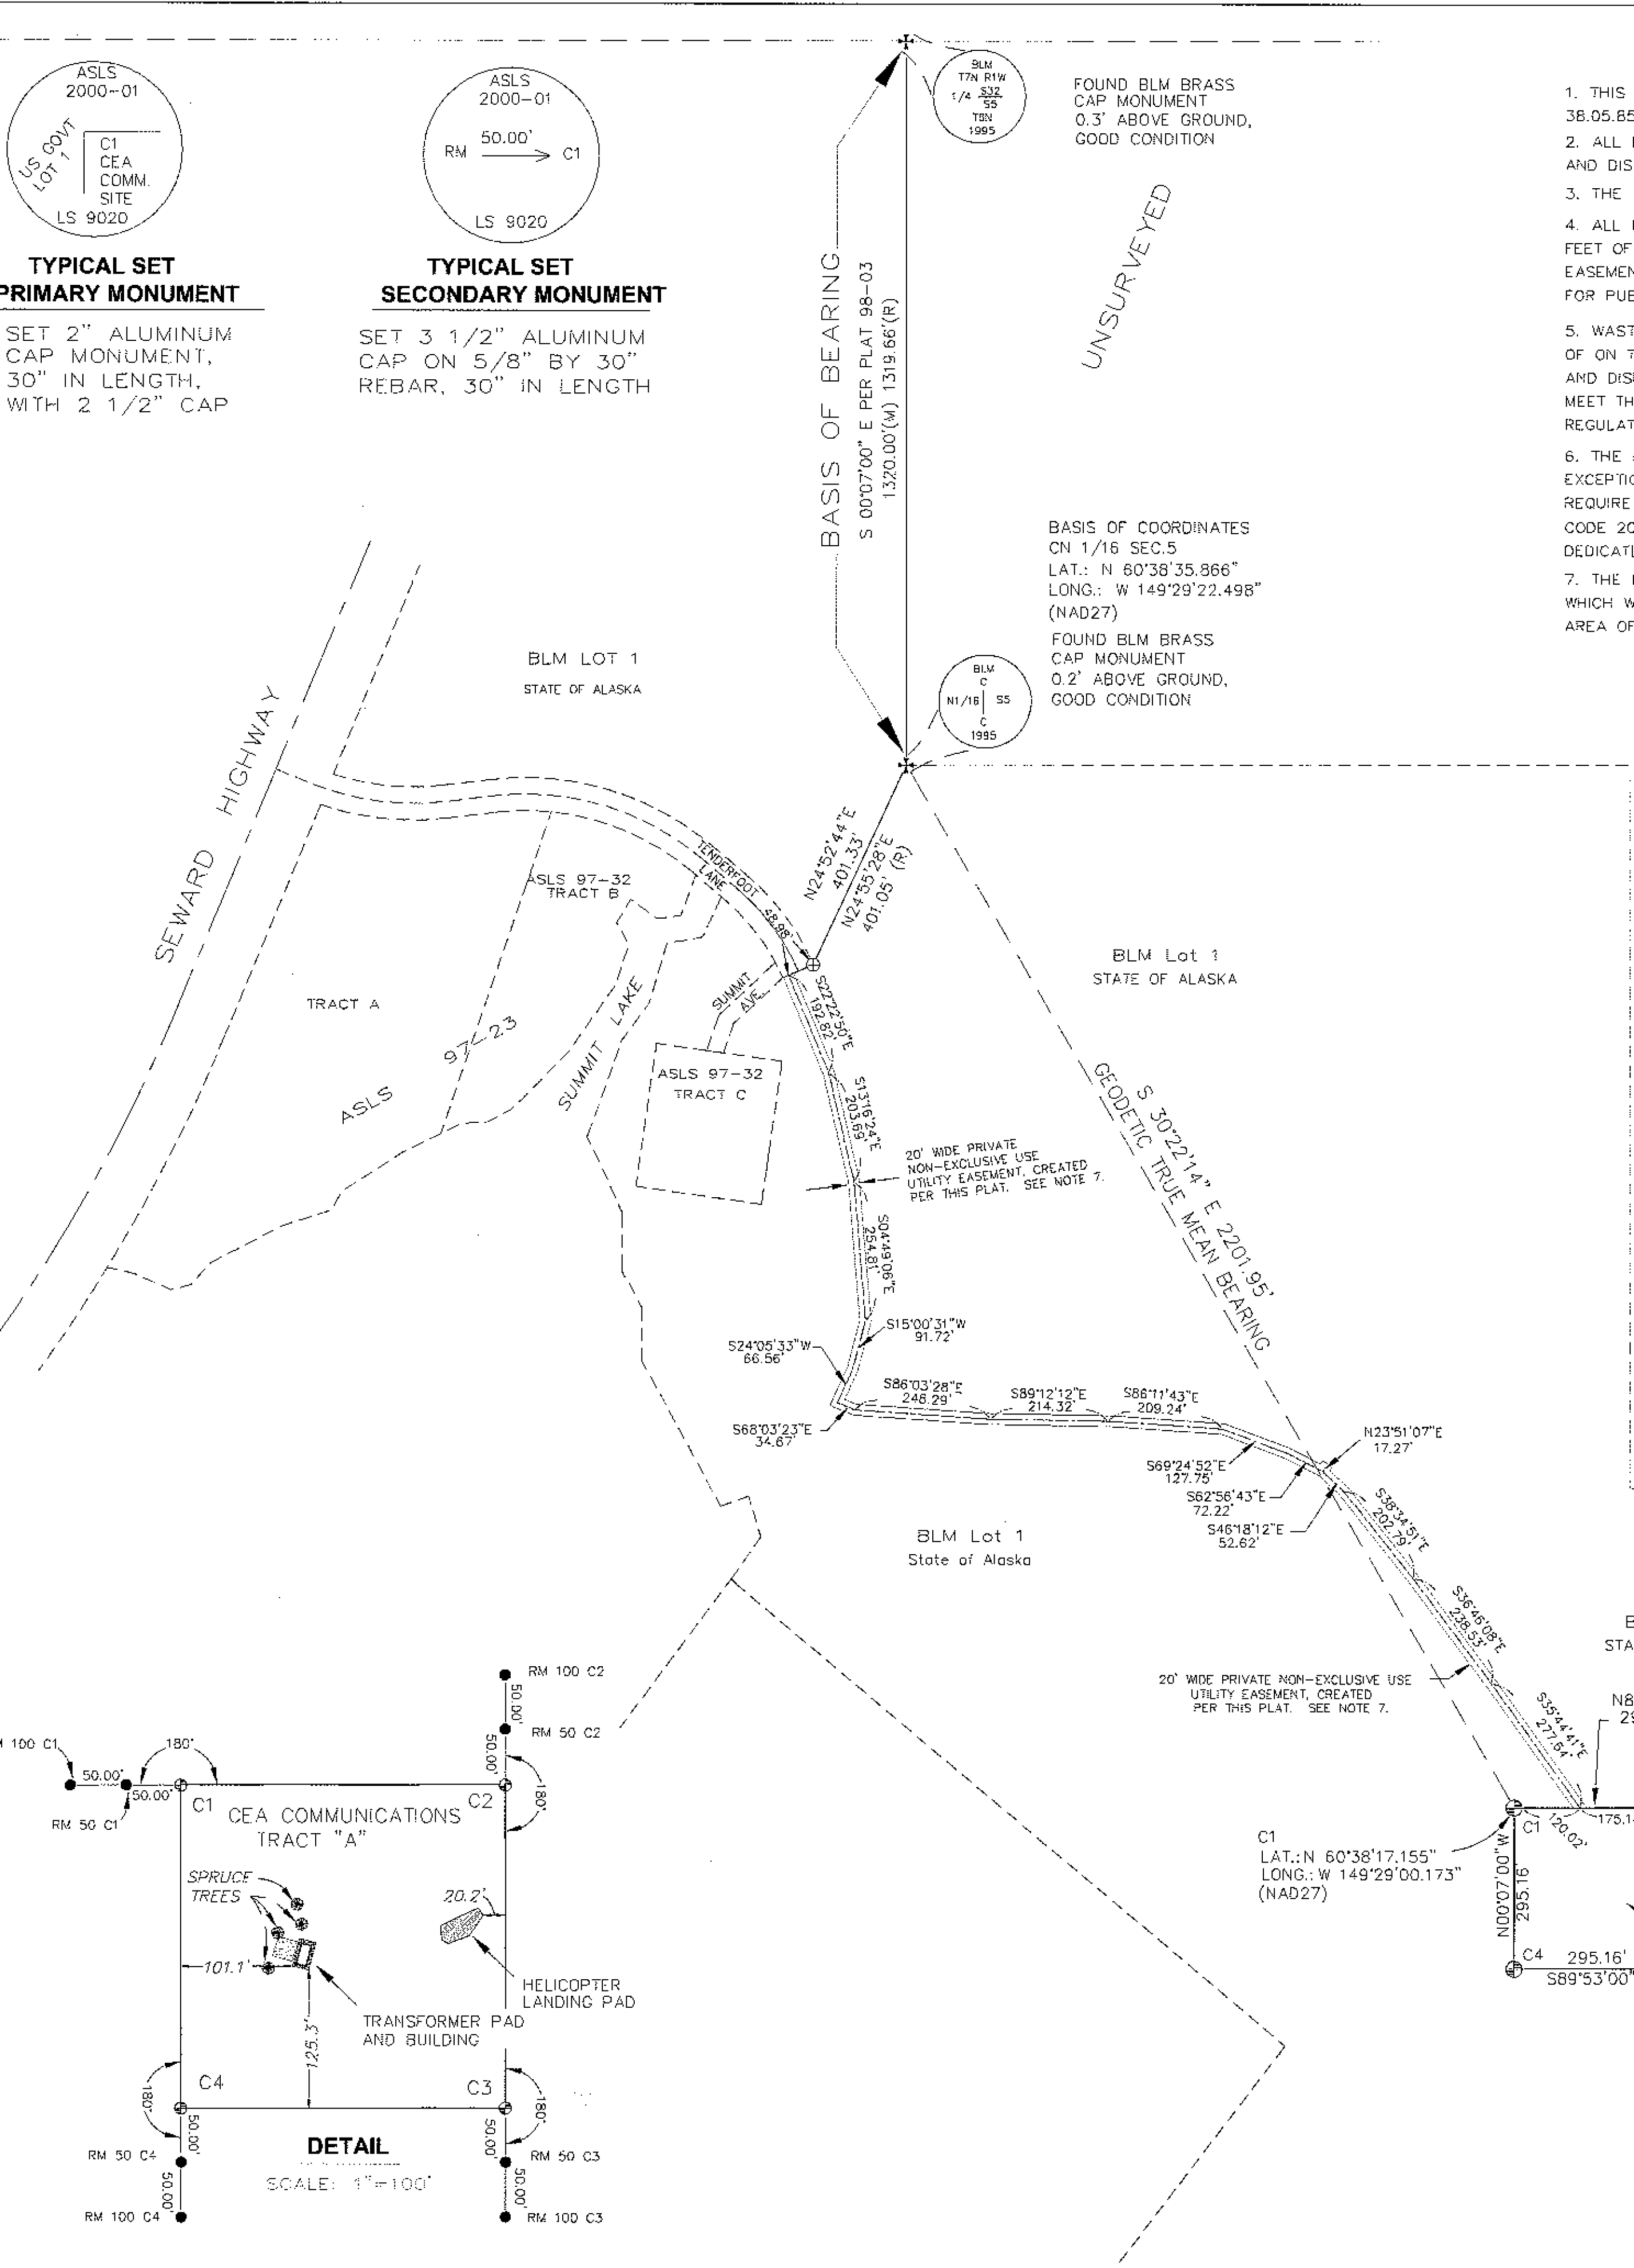 ASLS
2000-01
US GOVT
LOT 1
C1
CEA
COMM.
SITE
LS 9020
TYPICAL SET
PRIMARY MONUMENT
SET 2" ALUMINUM
CAP MONUMENT,
30" IN LENGTH,
WITH 2 1/2" CAP
ASLS
2000-01
50.00'
RM C1
LS 9020
TYPICAL SET
SECONDARY MONUMENT
SET 3 1/2" ALUMINUM
CAP ON 5/8" BY 30"
REBAR, 30" IN LENGTH
BASIS OF BEARING
S 00°07'00" E PER PLAT 98-03
1320.00'(M) 1319.66'(R)
BLM
T7N R1W
1/4 S32
S5
T6N
1995
FOUND BLM BRASS
CAP MONUMENT
0.3' ABOVE GROUND,
GOOD CONDITION
UNSURVEYED
BASIS OF COORDINATES
CN 1/16 SEC.5
LAT.: N 60°38'35.866"
LONG.: W 149°29'22.498"
(NAD27)
FOUND BLM BRASS
CAP MONUMENT
0.2' ABOVE GROUND,
GOOD CONDITION
BLM
C
N1/16 S5
C
1995
1. THIS
38.05.85
2. ALL
AND DIS
3. THE
4. ALL
FEET OF
EASEMEN
FOR PUB
5. WAST
OF ON T
AND DIS
MEET TH
REGULAT
6. THE
EXCEPTIO
REQUIRE
CODE 20
DEDICAT
7. THE
WHICH W
AREA OF
BLM LOT 1
STATE OF ALASKA
SEWARD HIGHWAY
TENDERFOOT
LANE
48.98'
N24°52'44"E
401.33'
N24°55'28"E
401.05' (R)
ASLS 97-32
TRACT B
TRACT A
ASLS 97-23
SUMMIT LAKE
SUMMIT
AVE
ASLS 97-32
TRACT C
BLM Lot 1
STATE OF ALASKA
S22°22'50"E
192.62'
S13°16'24"E
203.69'
20' WIDE PRIVATE
NON-EXCLUSIVE USE
UTILITY EASEMENT, CREATED
PER THIS PLAT. SEE NOTE 7.
S04°49'06"E
254.81'
S 30°22'14" E 2201.95'
GEODETIC TRUE MEAN BEARING
S15°00'31"W
91.72'
S24°05'33"W
66.56'
S68°03'23"E
34.67'
S86°03'28"E
248.29'
S89°12'12"E
214.32'
S86°11'43"E
209.24'
S69°24'52"E
127.75'
S62°56'43"E
72.22'
S46°18'12"E
52.62'
N23°51'07"E
17.27'
S38°34'51"E
202.79'
S36°46'08"E
238.53'
S35°44'41"E
277.64'
BLM Lot 1
State of Alaska
20' WIDE PRIVATE NON-EXCLUSIVE USE
UTILITY EASEMENT, CREATED
PER THIS PLAT. SEE NOTE 7.
B
STA
N8
29
C1
120.02'
175.14
C1
LAT.:N 60°38'17.155"
LONG.: W 149°29'00.173"
(NAD27)
N00°07'00"W
295.16'
C4
295.16'
S89°53'00"
RM 100 C2
50.00'
RM 50 C2
50.00'
180°
100 C1
50.00'
RM 50 C1
50.00'
180°
C1
C2
CEA COMMUNICATIONS
TRACT "A"
SPRUCE
TREES
20.2'
101.1'
HELICOPTER
LANDING PAD
TRANSFORMER PAD
AND BUILDING
125.3'
C4
C3
180°
180°
50.00'
50.00'
RM 50 C4
RM 50 C3
50.00'
50.00'
RM 100 C4
RM 100 C3
DETAIL
SCALE: 1"=100'